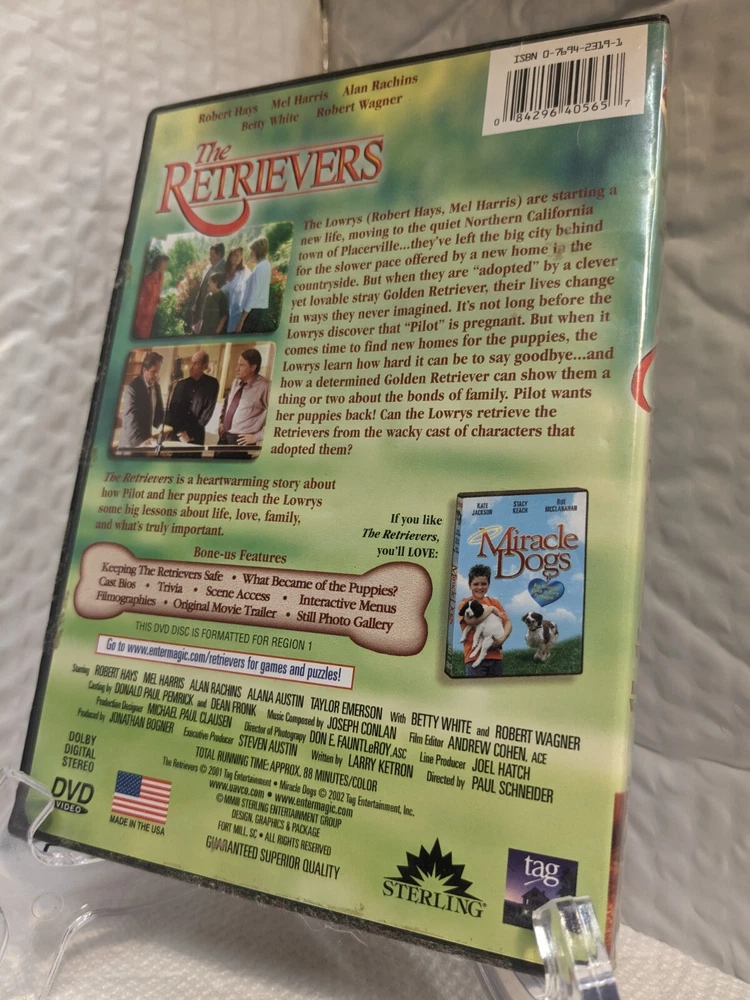 ISBN 0-7694-2319-1
0 84296 40565 7
Robert Hays Mel Harris Alan Rachins
Betty White Robert Wagner
The
RETRIEVERS
The Lowrys (Robert Hays, Mel Harris) are starting a
new life, moving to the quiet Northern California
town of Placerville...they've left the big city behind
for the slower pace offered by a new home in the
countryside. But when they are "adopted" by a clever
yet lovable stray Golden Retriever, their lives change
in ways they never imagined. It's not long before the
Lowrys discover that "Pilot" is pregnant. But when it
comes time to find new homes for the puppies, the
Lowrys learn how hard it can be to say goodbye...and
how a determined Golden Retriever can show them a
thing or two about the bonds of family. Pilot wants
her puppies back! Can the Lowrys retrieve the
Retrievers from the wacky cast of characters that
adopted them?
The Retrievers is a heartwarming story about
how Pilot and her puppies teach the Lowrys
some big lessons about life, love, family,
and what's truly important.
If you like
The Retrievers,
you'll LOVE:
KATE JACKSON STACY KEACH RUE MCCLANAHAN
Miracle
Dogs
Bone-us Features
Keeping The Retrievers Safe • What Became of the Puppies?
Cast Bios • Trivia • Scene Access • Interactive Menus
Filmographies • Original Movie Trailer • Still Photo Gallery
THIS DVD DISC IS FORMATTED FOR REGION 1
Go to www.entermagic.com/retrievers for games and puzzles!
Starring ROBERT HAYS MEL HARRIS ALAN RACHINS ALANA AUSTIN TAYLOR EMERSON With BETTY WHITE and ROBERT WAGNER
Casting by DONALD PAUL PEMRICK and DEAN FRONK Music Composed by JOSEPH CONLAN Film Editor ANDREW COHEN, ACE
Production Designer MICHAEL PAUL CLAUSEN Director of Photograpy DON E. FAUNTLeROY,ASC Line Producer JOEL HATCH
Produced by JONATHAN BOGNER Executive Producer STEVEN AUSTIN Written by LARRY KETRON Directed by PAUL SCHNEIDER
TOTAL RUNNING TIME: APPROX. 88 MINUTES/COLOR
The Retrievers © 2001 Tag Entertainment • Miracle Dogs © 2002 Tag Entertainment, Inc.
www.uavco.com • www.entermagic.com
©MMIII STERLING ENTERTAINMENT GROUP
DESIGN, GRAPHICS & PACKAGE
FORT MILL, SC • ALL RIGHTS RESERVED
GUARANTEED SUPERIOR QUALITY
DOLBY
DIGITAL
STEREO
DVD
VIDEO
MADE IN THE USA
STERLING
tag